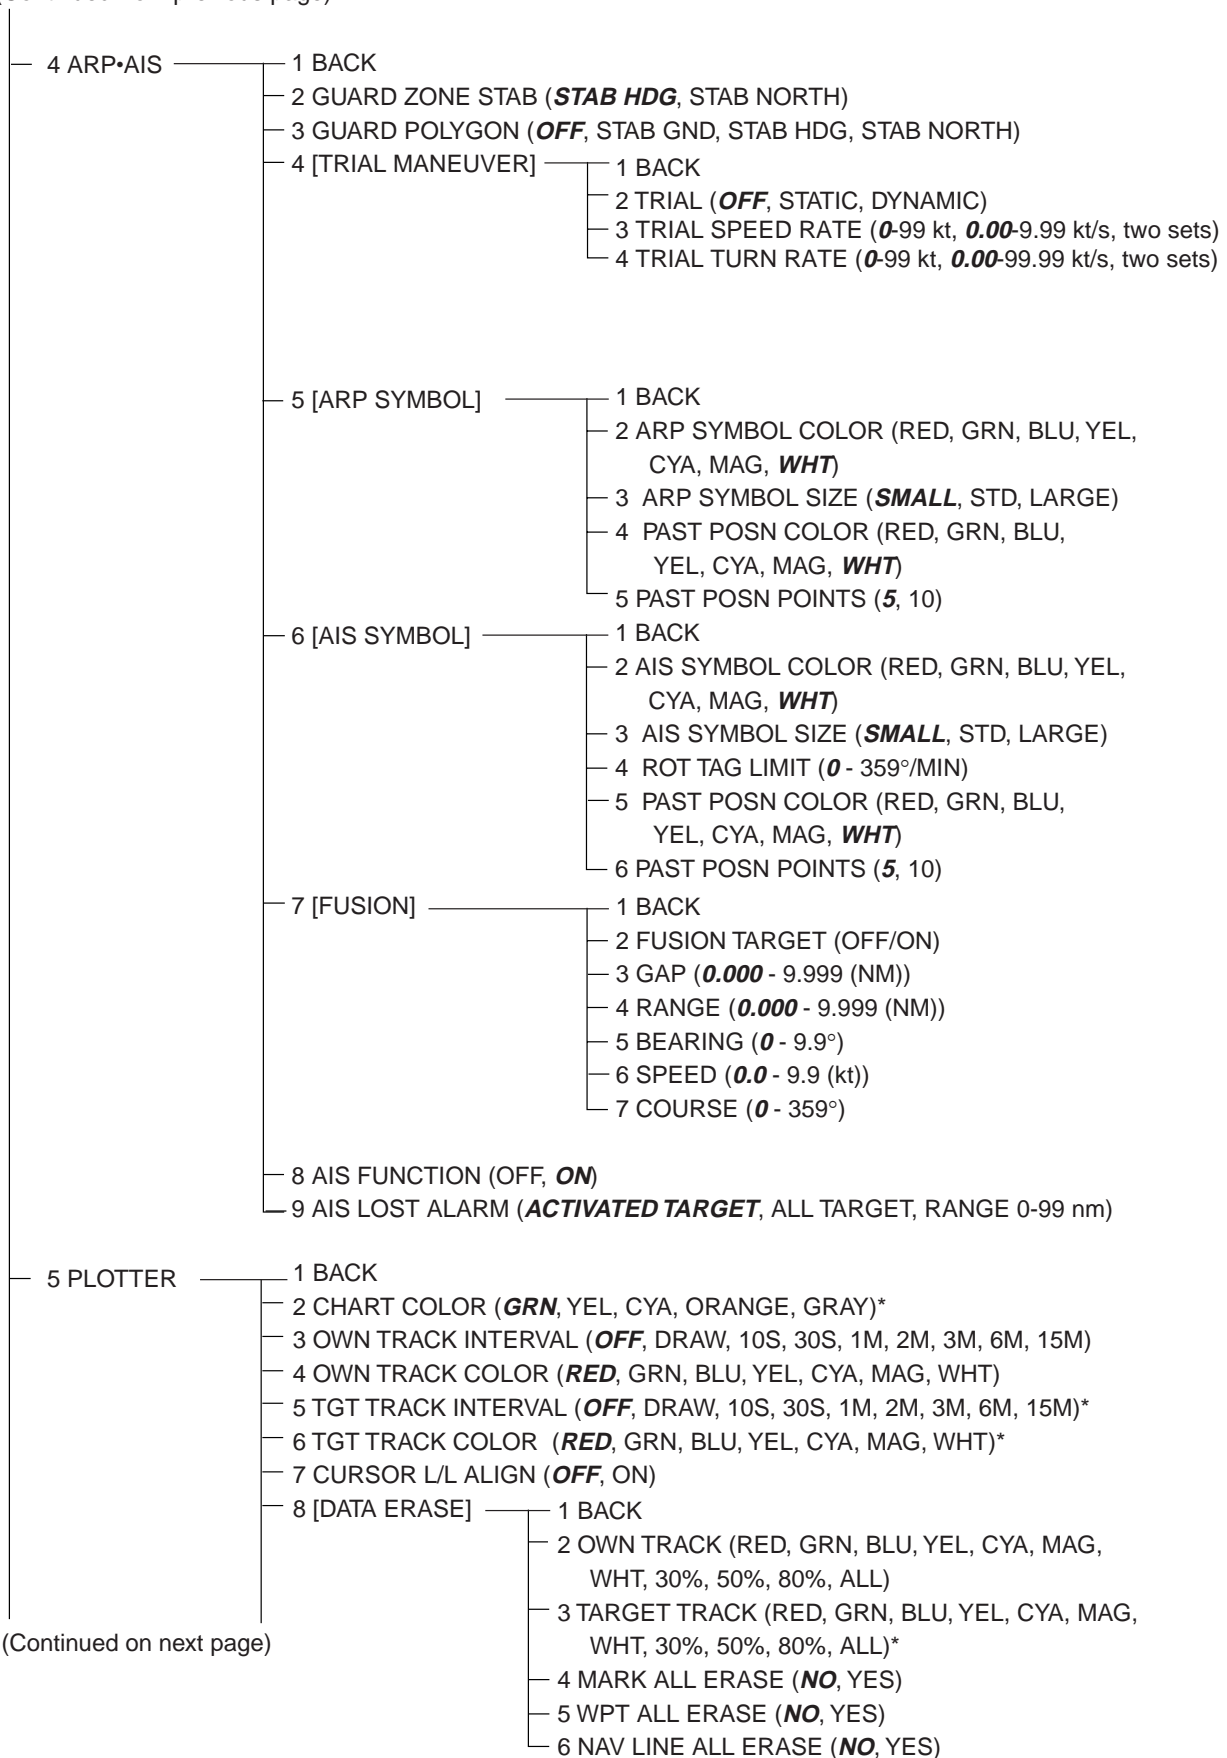 4 ARP•AIS
1 BACK
2 GUARD ZONE STAB (STAB HDG, STAB NORTH)
3 GUARD POLYGON (OFF, STAB GND, STAB HDG, STAB NORTH)
4 [TRIAL MANEUVER]
1 BACK
2 TRIAL (OFF, STATIC, DYNAMIC)
3 TRIAL SPEED RATE (0-99 kt, 0.00-9.99 kt/s, two sets)
4 TRIAL TURN RATE (0-99 kt, 0.00-99.99 kt/s, two sets)
5 [ARP SYMBOL]
1 BACK
2 ARP SYMBOL COLOR (RED, GRN, BLU, YEL,
CYA, MAG, WHT)
3 ARP SYMBOL SIZE (SMALL, STD, LARGE)
4 PAST POSN COLOR (RED, GRN, BLU,
YEL, CYA, MAG, WHT)
5 PAST POSN POINTS (5, 10)
6 [AIS SYMBOL]
1 BACK
2 AIS SYMBOL COLOR (RED, GRN, BLU, YEL,
CYA, MAG, WHT)
3 AIS SYMBOL SIZE (SMALL, STD, LARGE)
4 ROT TAG LIMIT (0 - 359°/MIN)
5 PAST POSN COLOR (RED, GRN, BLU,
YEL, CYA, MAG, WHT)
6 PAST POSN POINTS (5, 10)
7 [FUSION]
1 BACK
2 FUSION TARGET (OFF/ON)
3 GAP (0.000 - 9.999 (NM))
4 RANGE (0.000 - 9.999 (NM))
5 BEARING (0 - 9.9°)
6 SPEED (0.0 - 9.9 (kt))
7 COURSE (0 - 359°)
8 AIS FUNCTION (OFF, ON)
9 AIS LOST ALARM (ACTIVATED TARGET, ALL TARGET, RANGE 0-99 nm)
5 PLOTTER
1 BACK
2 CHART COLOR (GRN, YEL, CYA, ORANGE, GRAY)*
3 OWN TRACK INTERVAL (OFF, DRAW, 10S, 30S, 1M, 2M, 3M, 6M, 15M)
4 OWN TRACK COLOR (RED, GRN, BLU, YEL, CYA, MAG, WHT)
5 TGT TRACK INTERVAL (OFF, DRAW, 10S, 30S, 1M, 2M, 3M, 6M, 15M)*
6 TGT TRACK COLOR (RED, GRN, BLU, YEL, CYA, MAG, WHT)*
7 CURSOR L/L ALIGN (OFF, ON)
8 [DATA ERASE]
1 BACK
2 OWN TRACK (RED, GRN, BLU, YEL, CYA, MAG,
WHT, 30%, 50%, 80%, ALL)
3 TARGET TRACK (RED, GRN, BLU, YEL, CYA, MAG,
WHT, 30%, 50%, 80%, ALL)*
4 MARK ALL ERASE (NO, YES)
5 WPT ALL ERASE (NO, YES)
6 NAV LINE ALL ERASE (NO, YES)
(Continued on next page)